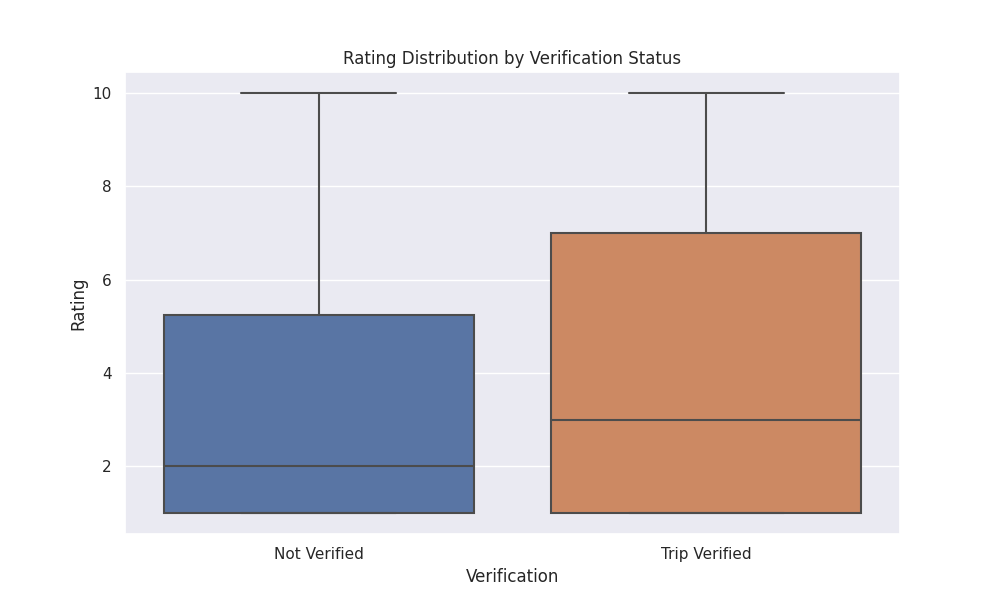 Rating Distribution by Verification Status
10
8
6
4
2
Rating
Not Verified
Trip Verified
Verification